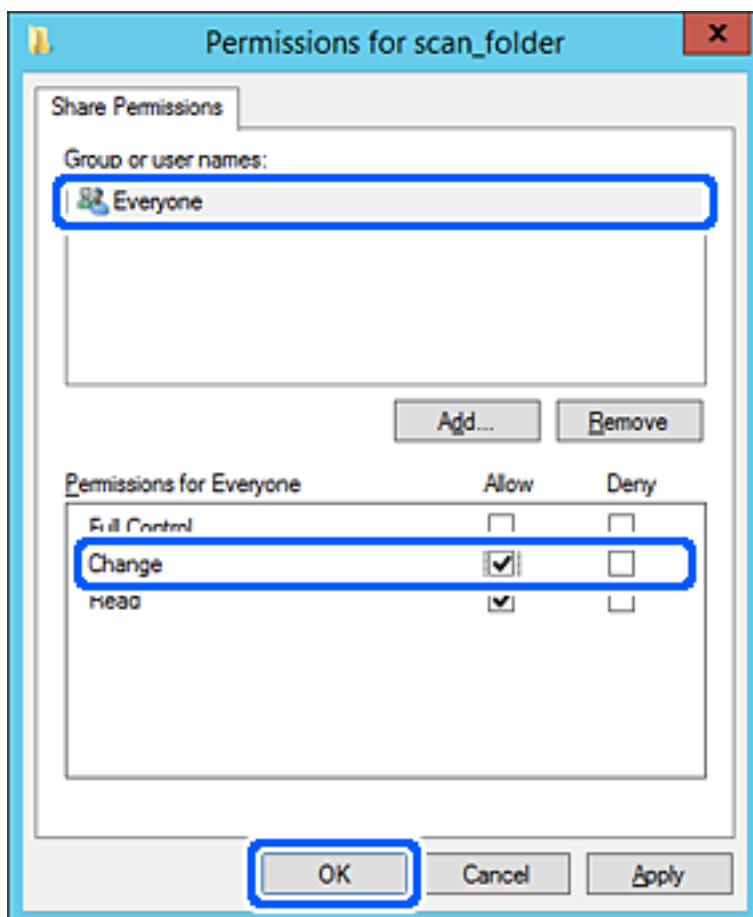 Permissions for scan_folder
Share Permissions
Group or user names:
Everyone
Add... Remove
Permissions for Everyone Allow Deny
Full Control
Change
Read
OK Cancel Apply